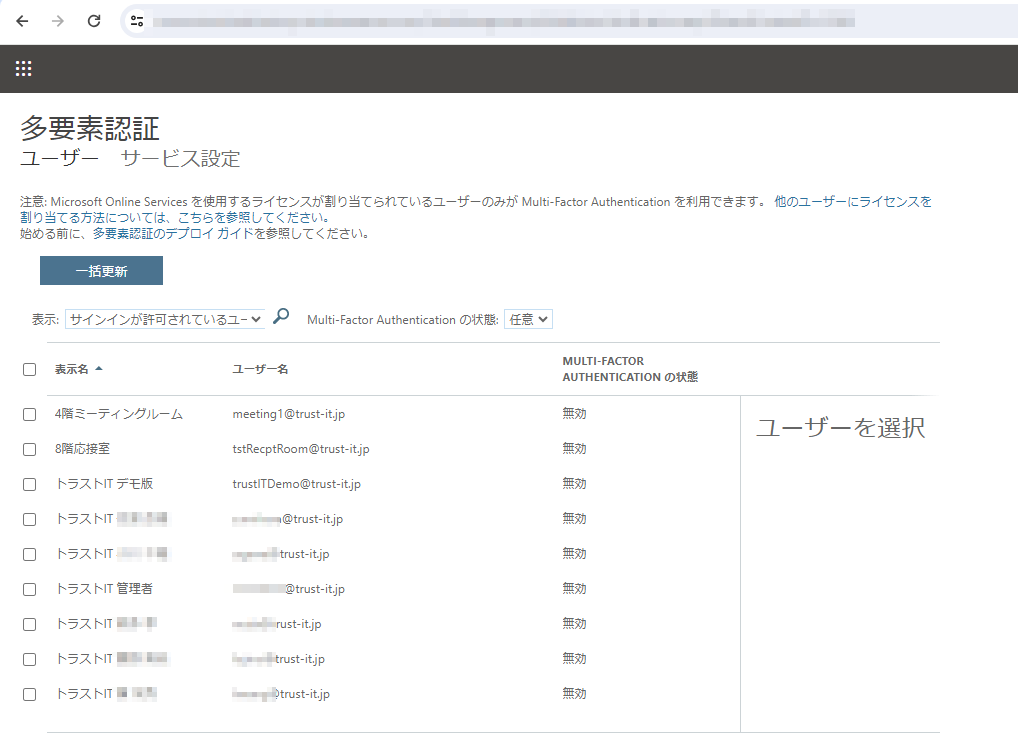 多要素認証
ユーザー サービス設定
注意: Microsoft Online Services を使用するライセンスが割り当てられているユーザーのみが Multi-Factor Authentication を利用できます。 他のユーザーにライセンスを
割り当てる方法については、こちらを参照してください。
始める前に、多要素認証のデプロイ ガイドを参照してください。
一括更新
表示: サインインが許可されているユー Multi-Factor Authentication の状態: 任意
表示名 ユーザー名 MULTI-FACTOR
AUTHENTICATION の状態
4階ミーティングルーム meeting1@trust-it.jp 無効
ユーザーを選択
8階応接室 tstRecptRoom@trust-it.jp 無効
トラストIT デモ版 trustITDemo@trust-it.jp 無効
トラストIT @trust-it.jp 無効
トラストIT trust-it.jp 無効
トラストIT 管理者 @trust-it.jp 無効
トラストIT rust-it.jp 無効
トラストIT trust-it.jp 無効
トラストIT trust-it.jp 無効